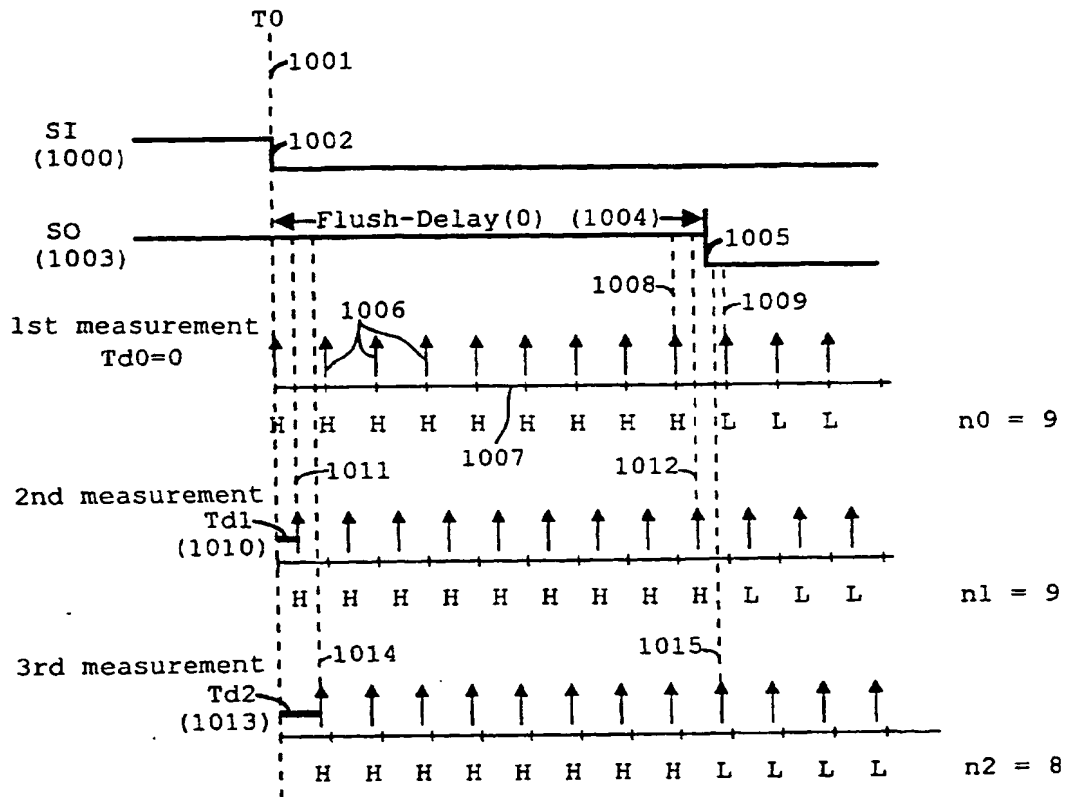 T0
1001
SI
(1000)
1002
Flush-Delay(0) (1004)
SO
(1003)
1005
1008
1009
1006
1st measurement
Td0=0
H H H H H H H H H L L L
n0 = 9
1007
1011
1012
2nd measurement
Td1
(1010)
H H H H H H H H H L L L
n1 = 9
1014
1015
3rd measurement
Td2
(1013)
H H H H H H H H L L L L
n2 = 8